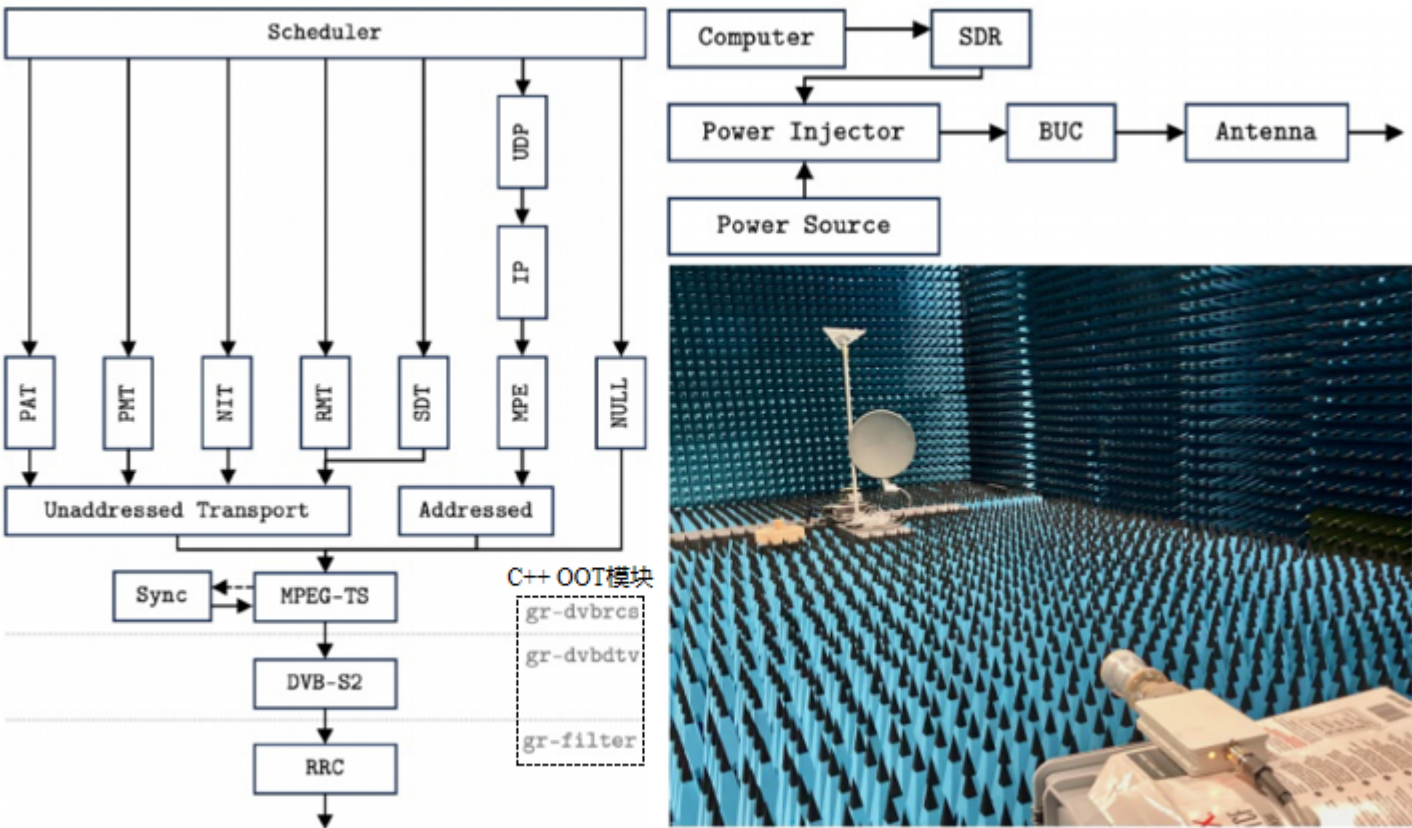 Scheduler
UDP
IP
PAT
PMT
NIT
RMT
SDT
MPE
NULL
Unaddressed Transport
Addressed
Sync
MPEG-TS
DVB-S2
RRC
C++ OOT模块
gr-dvbrcs
gr-dvbdtv
gr-filter
Computer
SDR
Power Injector
BUC
Antenna
Power Source